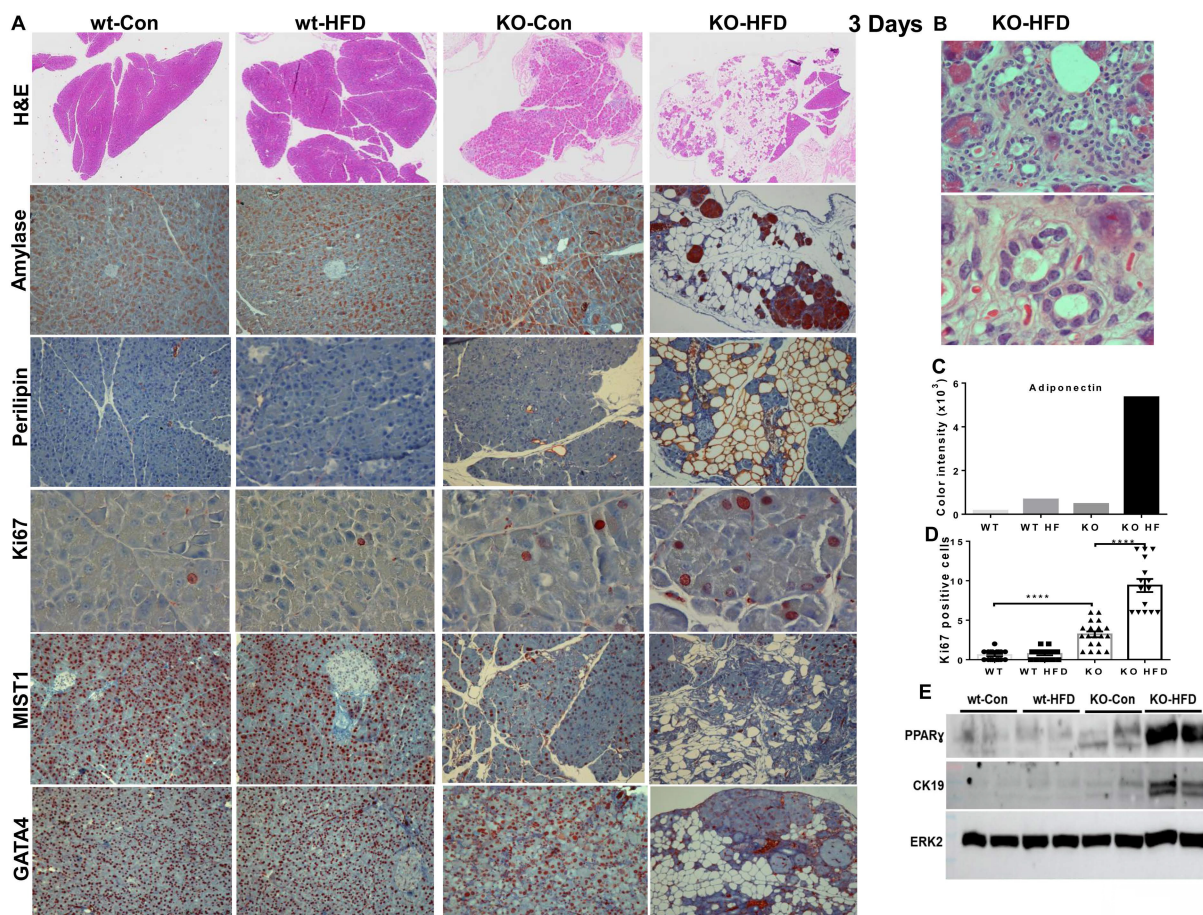 A wt-Con wt-HFD KO-Con KO-HFD 3 Days B KO-HFD
H&E
Amylase
Perilipin
Ki67
MIST1
GATA4
C
Adiponectin
Color intensity (x10³)
6
4
2
0
WT WT HF KO KO HF
D
Ki67 positive cells
15
10
5
0
**** ****
WT WT HFD KO KO HFD
E wt-Con wt-HFD KO-Con KO-HFD
PPARɣ
CK19
ERK2